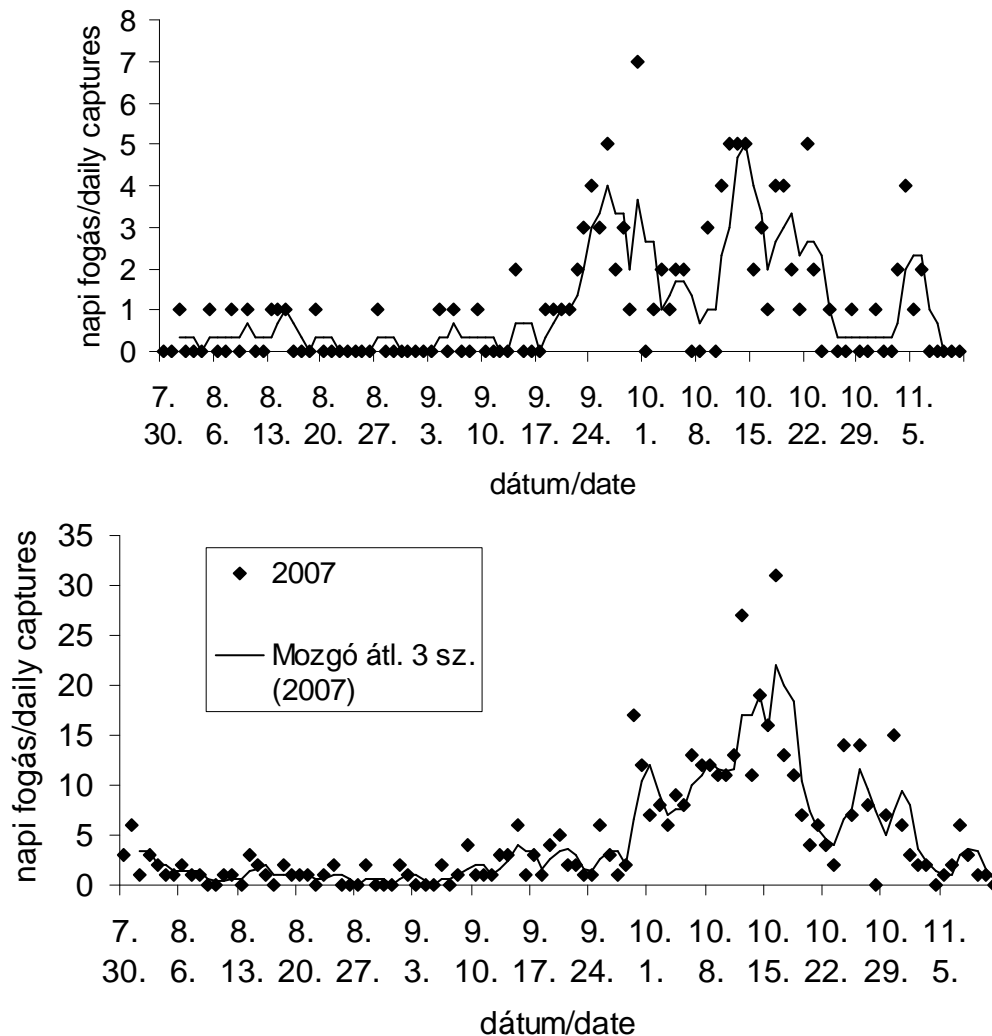 napi fogás/daily captures
8
7
6
5
4
3
2
1
0
7. 8. 8. 8. 8. 9. 9. 9. 9. 10. 10. 10. 10. 10. 11.
30. 6. 13. 20. 27. 3. 10. 17. 24. 1. 8. 15. 22. 29. 5.
dátum/date
napi fogás/daily captures
35
30
25
20
15
10
5
0
2007
Mozgó átl. 3 sz.
(2007)
7. 8. 8. 8. 8. 9. 9. 9. 9. 10. 10. 10. 10. 10. 11.
30. 6. 13. 20. 27. 3. 10. 17. 24. 1. 8. 15. 22. 29. 5.
dátum/date